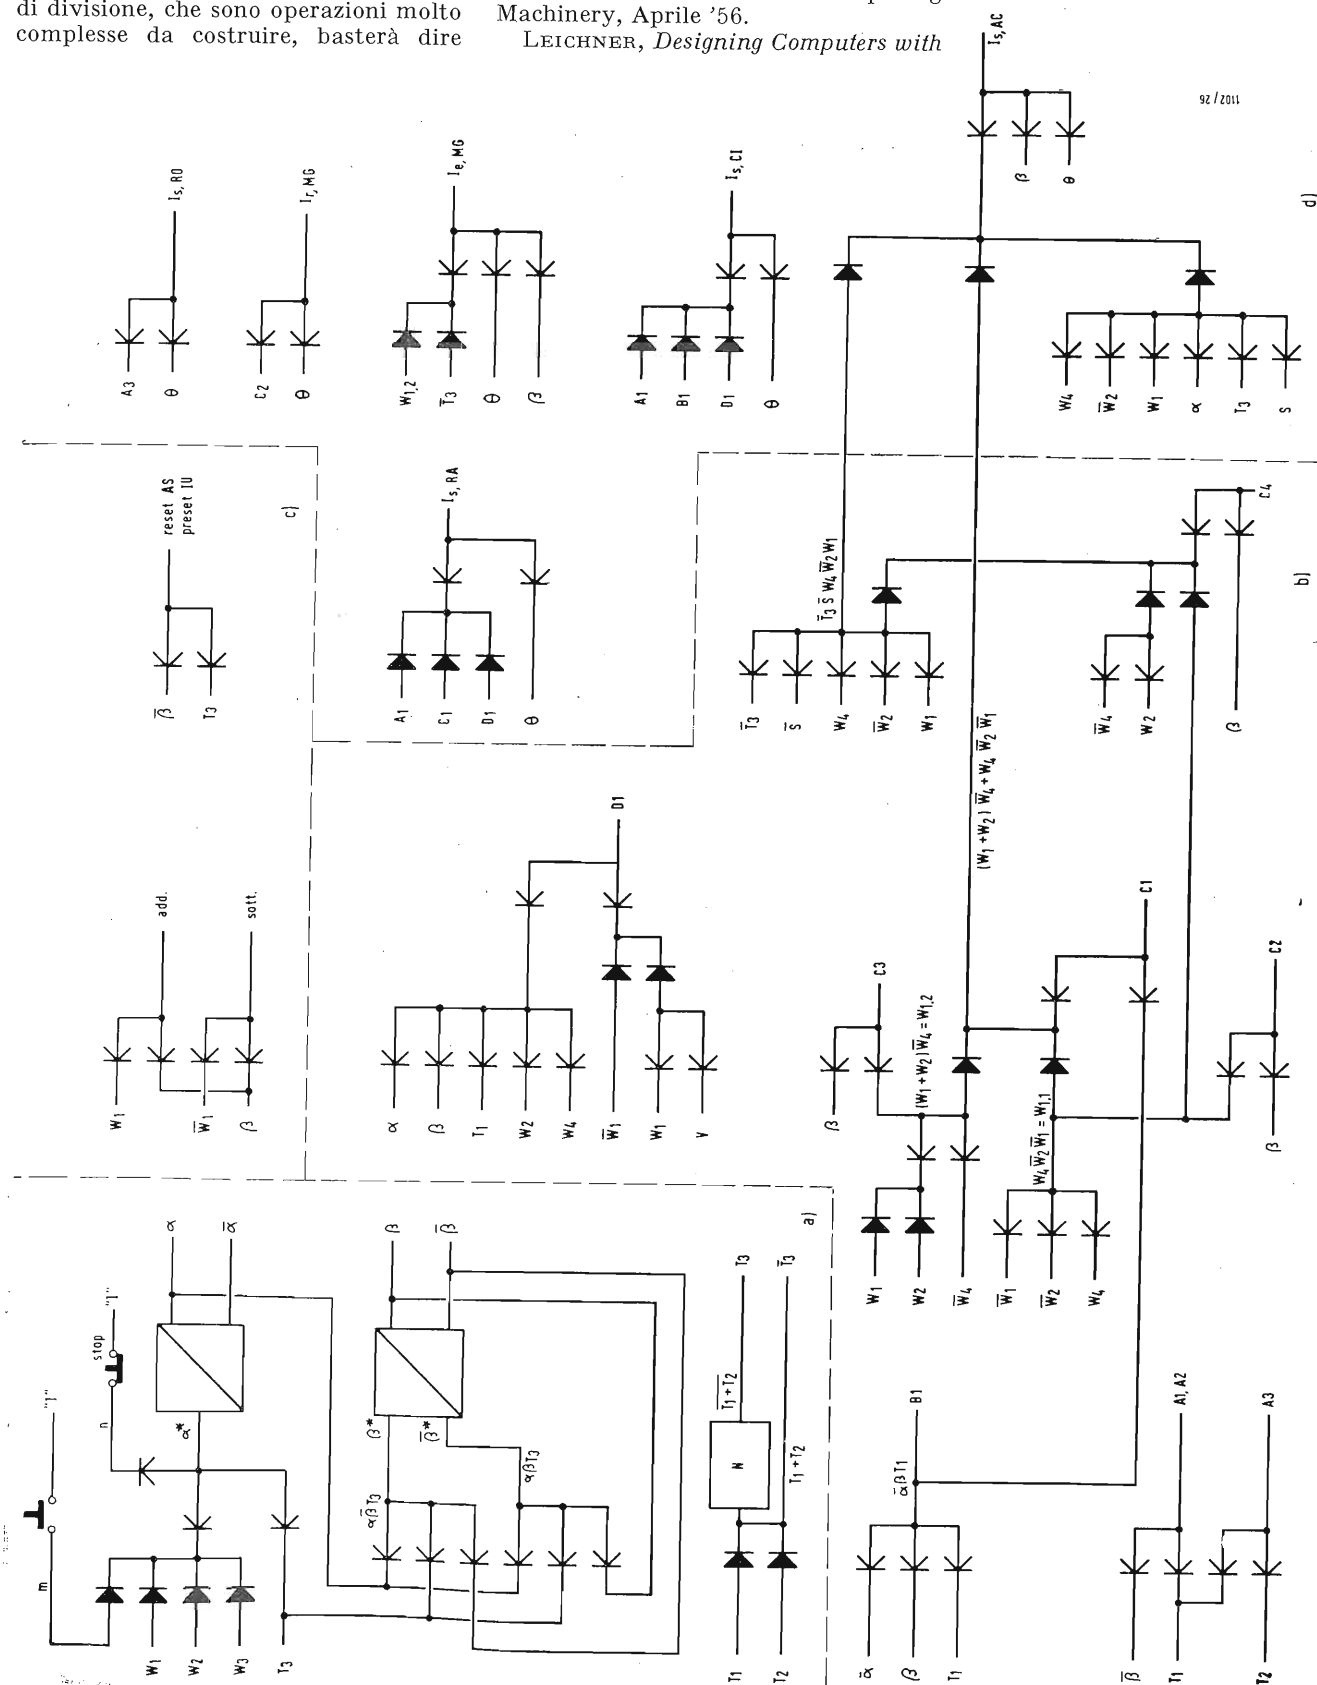 di divisione, che sono operazioni molto
complesse da costruire, basterà dire
Machinery, Aprile '56.
LEICHNER, Designing Computers with
1102/26
A3
θ
I_s,RO
C2
θ
I_r,MG
W1,2
T̅3
θ
β
I_e,MG
A1
B1
D1
θ
I_s,CI
I_s,AC
β
θ
d)
W4
W̅2
W1
α
T3
S
reset AS
preset IU
β̅
T3
c)
A1
C1
D1
θ
I_s,RA
T̅3 S̅ W4 W̅2 W1
T̅3
S̅
W4
W̅2
W1
W̅4
W2
β
C4
b)
(W1+W2) W̅4 + W4 W̅2 W̅1
W1
W̅1
β
add.
sott.
α
β
T1
W2
W4
W̅1
W1
V
D1
β
C3
(W1+W2) W̅4 = W1,2
W4 W̅2 W̅1 = W1,1
C1
β
C2
W1
W2
W̅4
W̅1
W̅2
W4
"1"
m
stop
"1"
n
α*
α
α̅
W1
W2
W3
T3
β*
β̅*
β
β̅
αβ̅T3
αβT3
T1
T2
N
T̅1̅+̅T̅2̅
T1+T2
T3
T̅3
a)
α̅
β
T1
α̅βT1
B1
β̅
T1
T2
A1, A2
A3